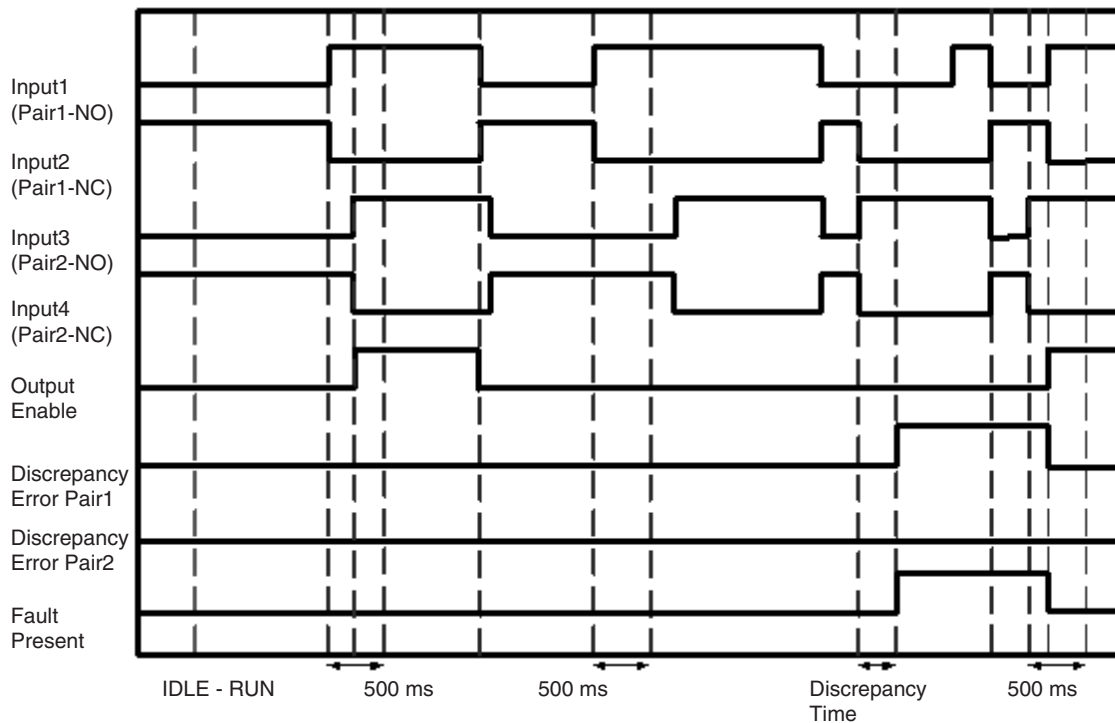 Input1
(Pair1-NO)
Input2
(Pair1-NC)
Input3
(Pair2-NO)
Input4
(Pair2-NC)
Output
Enable
Discrepancy
Error Pair1
Discrepancy
Error Pair2
Fault
Present
IDLE - RUN
500 ms
500 ms
Discrepancy
Time
500 ms